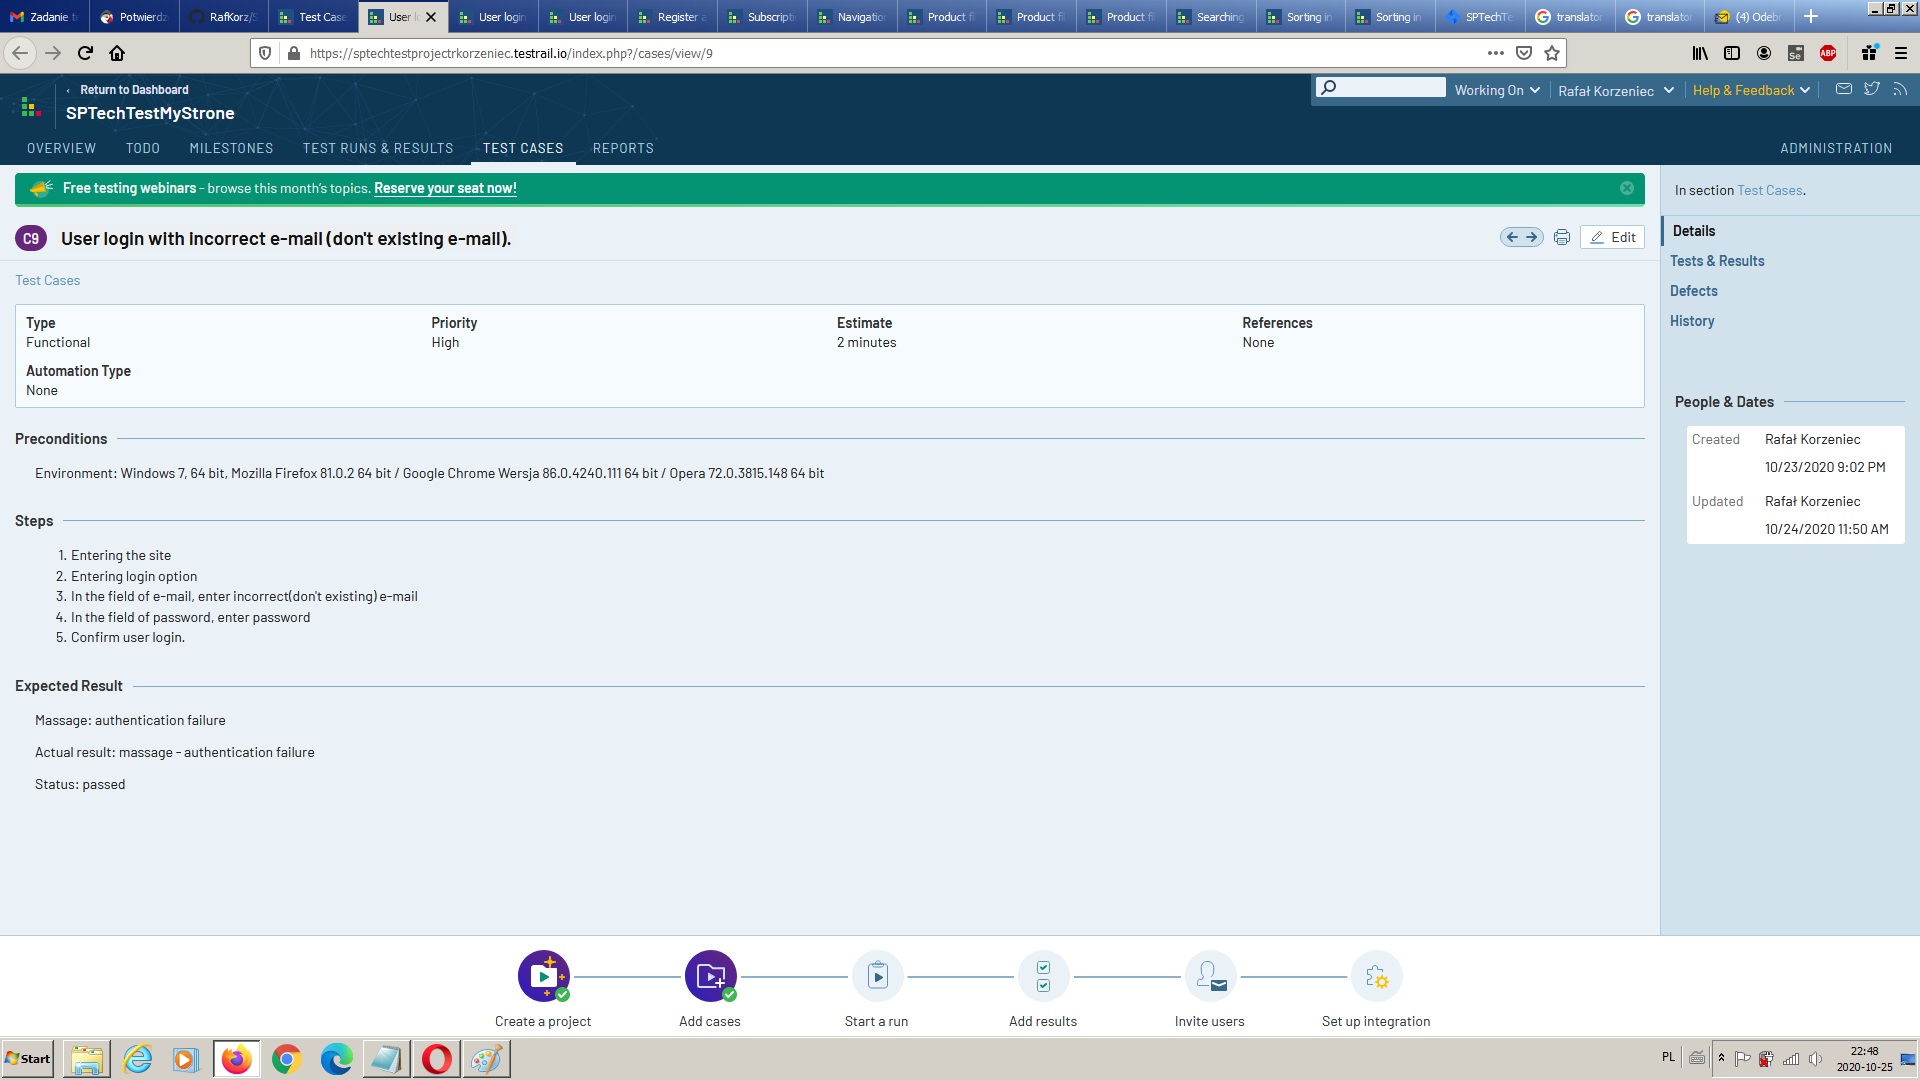 Zadanie t
Potwierdz
RafKorz/S
Test Case
User l
User login
User login
Register a
Subscripti
Navigation
Product fi
Product fi
Product fi
Searching
Sorting in
Sorting in
SPTechTe
translator
translator
(4) Odebr
https://sptechtestprojectrkorzeniec.testrail.io/index.php?/cases/view/9
Se
ABP
Return to Dashboard
SPTechTestMyStrone
Working On
Rafał Korzeniec
Help & Feedback
OVERVIEW
TODO
MILESTONES
TEST RUNS & RESULTS
TEST CASES
REPORTS
ADMINISTRATION
Free testing webinars - browse this month's topics. Reserve your seat now!
In section Test Cases.
C9
User login with incorrect e-mail (don't existing e-mail).
Edit
Details
Tests & Results
Defects
History
Test Cases
Type
Functional
Priority
High
Estimate
2 minutes
References
None
Automation Type
None
People & Dates
Created
Rafał Korzeniec
10/23/2020 9:02 PM
Updated
Rafał Korzeniec
10/24/2020 11:50 AM
Preconditions
Environment: Windows 7, 64 bit, Mozilla Firefox 81.0.2 64 bit / Google Chrome Wersja 86.0.4240.111 64 bit / Opera 72.0.3815.148 64 bit
Steps
1. Entering the site
2. Entering login option
3. In the field of e-mail, enter incorrect(don't existing) e-mail
4. In the field of password, enter password
5. Confirm user login.
Expected Result
Massage: authentication failure
Actual result: massage - authentication failure
Status: passed
Create a project
Add cases
Start a run
Add results
Invite users
Set up integration
Start
PL
22:48
2020-10-25